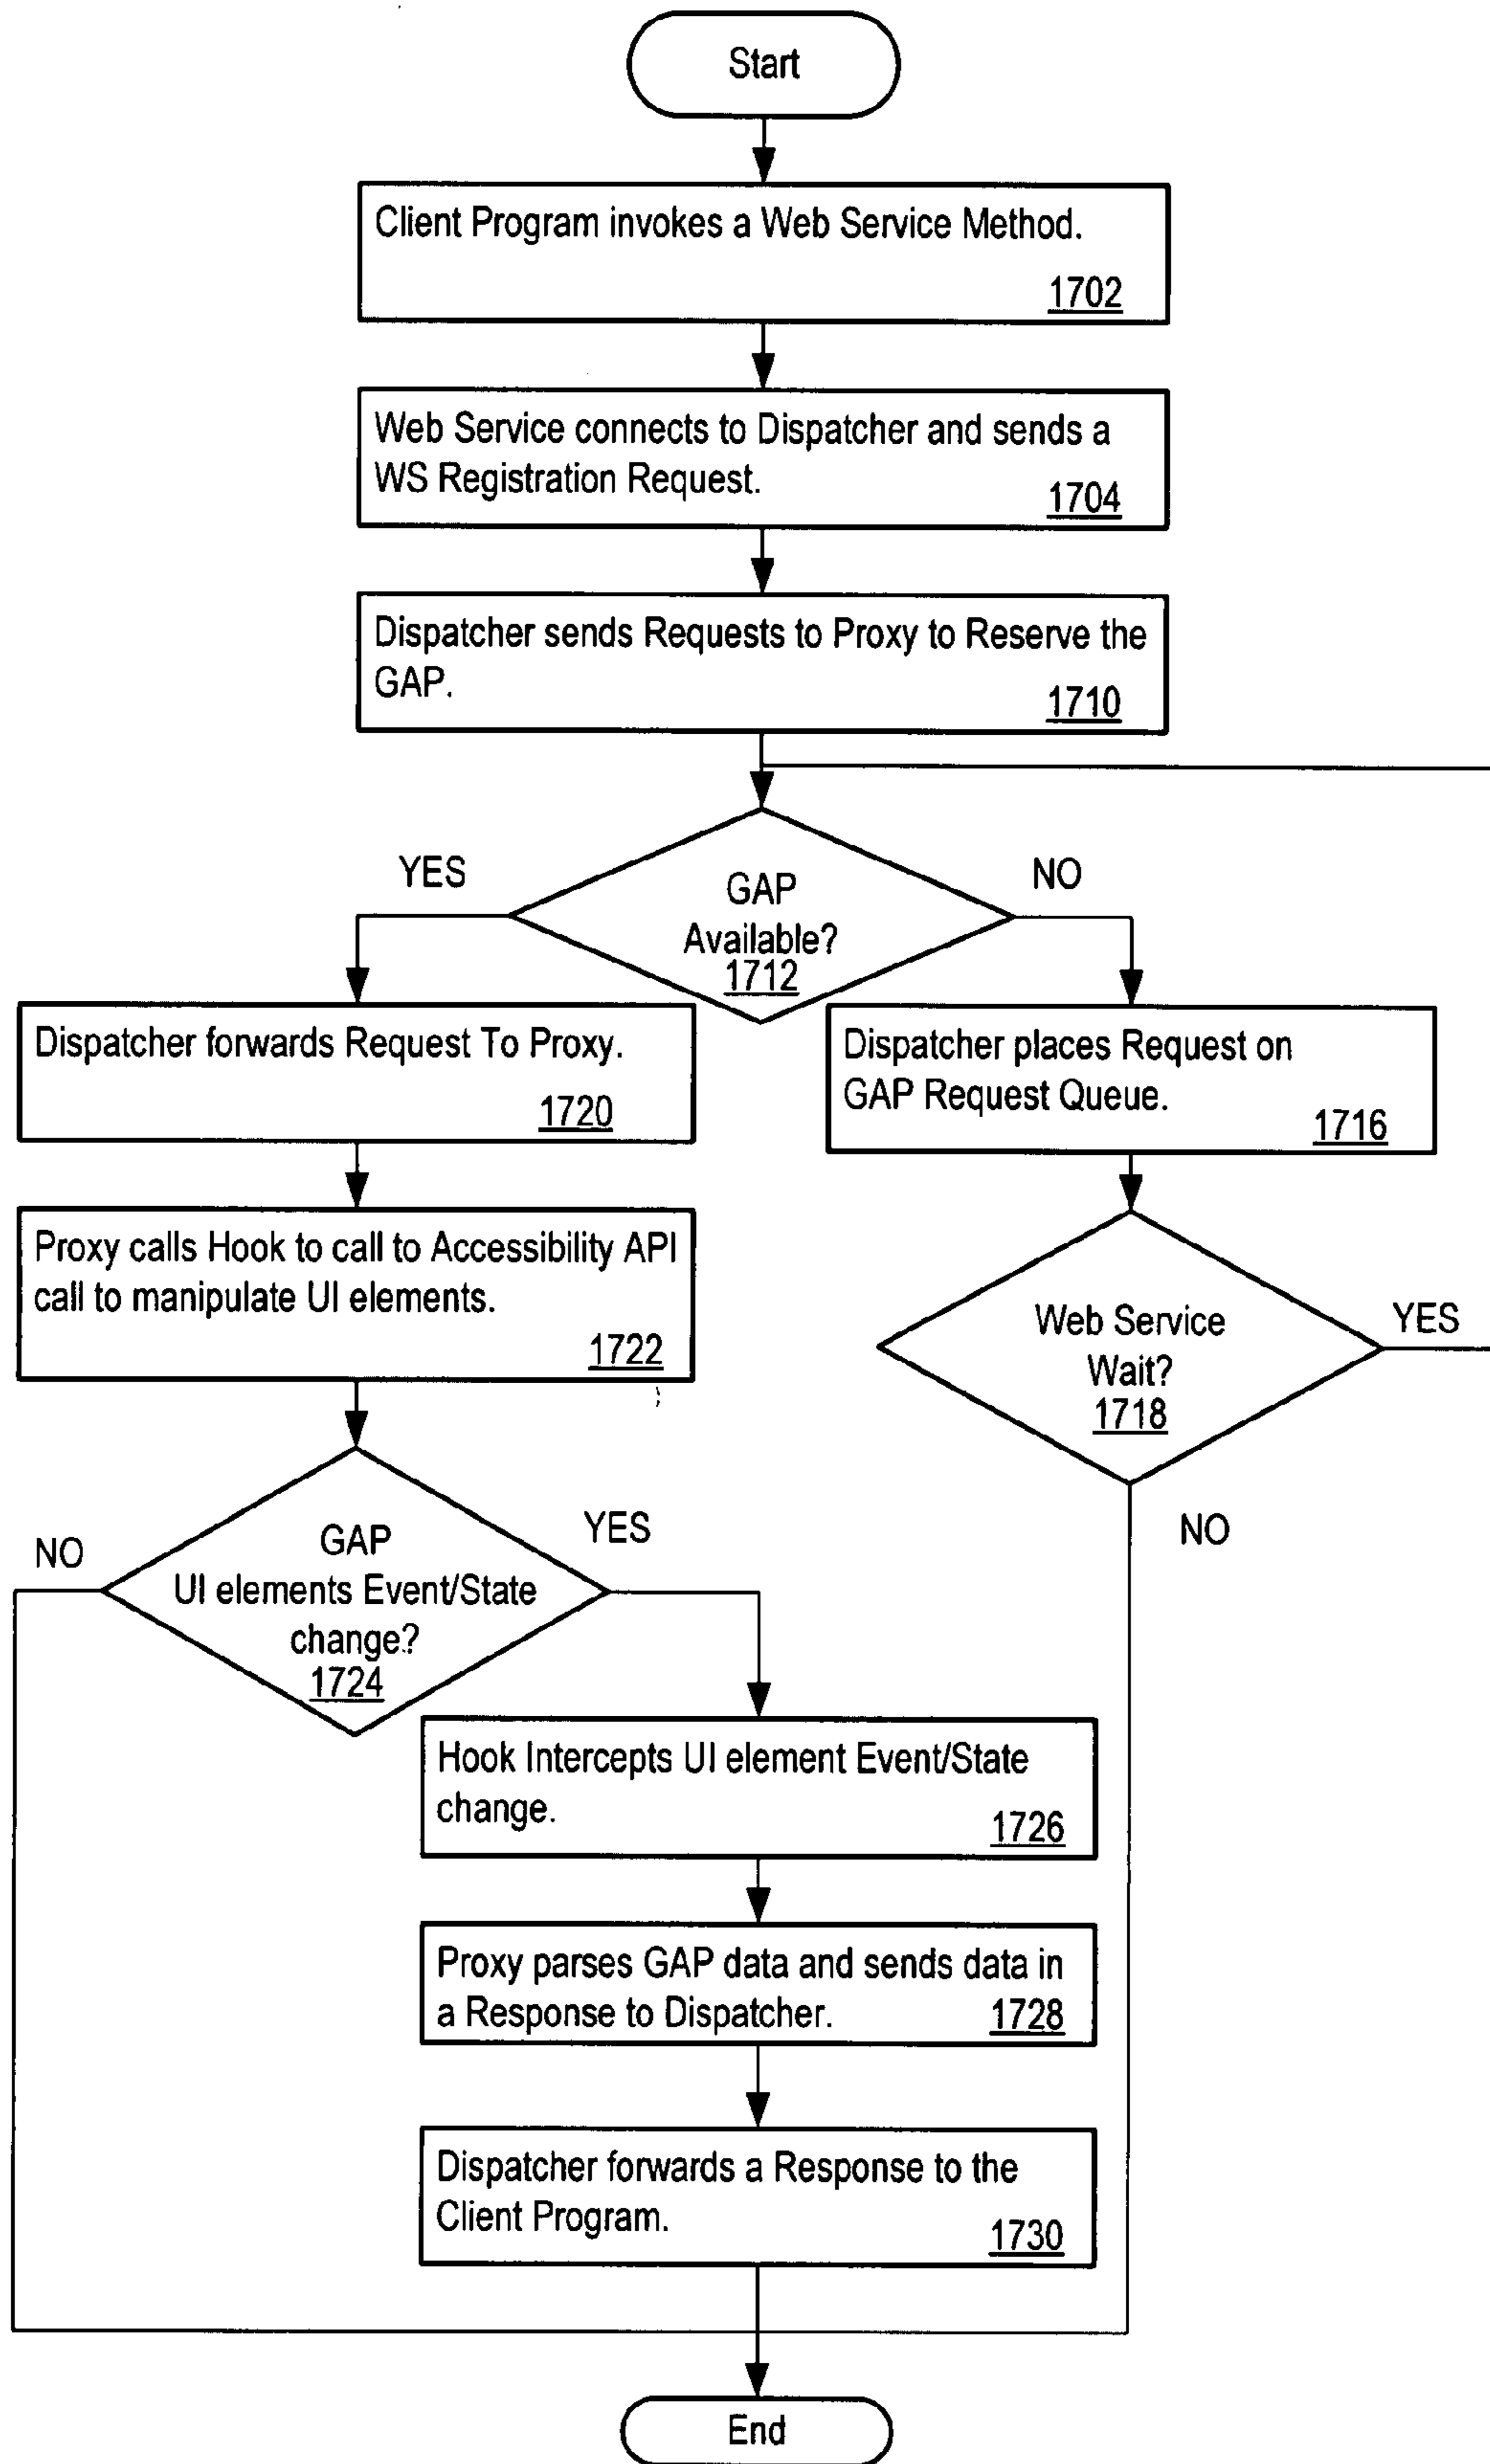 Start
Client Program invokes a Web Service Method.
1702
Web Service connects to Dispatcher and sends a
WS Registration Request.
1704
Dispatcher sends Requests to Proxy to Reserve the
GAP.
1710
YES
NO
GAP
Available?
1712
Dispatcher forwards Request To Proxy.
1720
Dispatcher places Request on
GAP Request Queue.
1716
Proxy calls Hook to call to Accessibility API
call to manipulate UI elements.
1722
Web Service
Wait?
1718
YES
NO
NO
YES
GAP
UI elements Event/State
change?
1724
Hook Intercepts UI element Event/State
change.
1726
Proxy parses GAP data and sends data in
a Response to Dispatcher.
1728
Dispatcher forwards a Response to the
Client Program.
1730
End